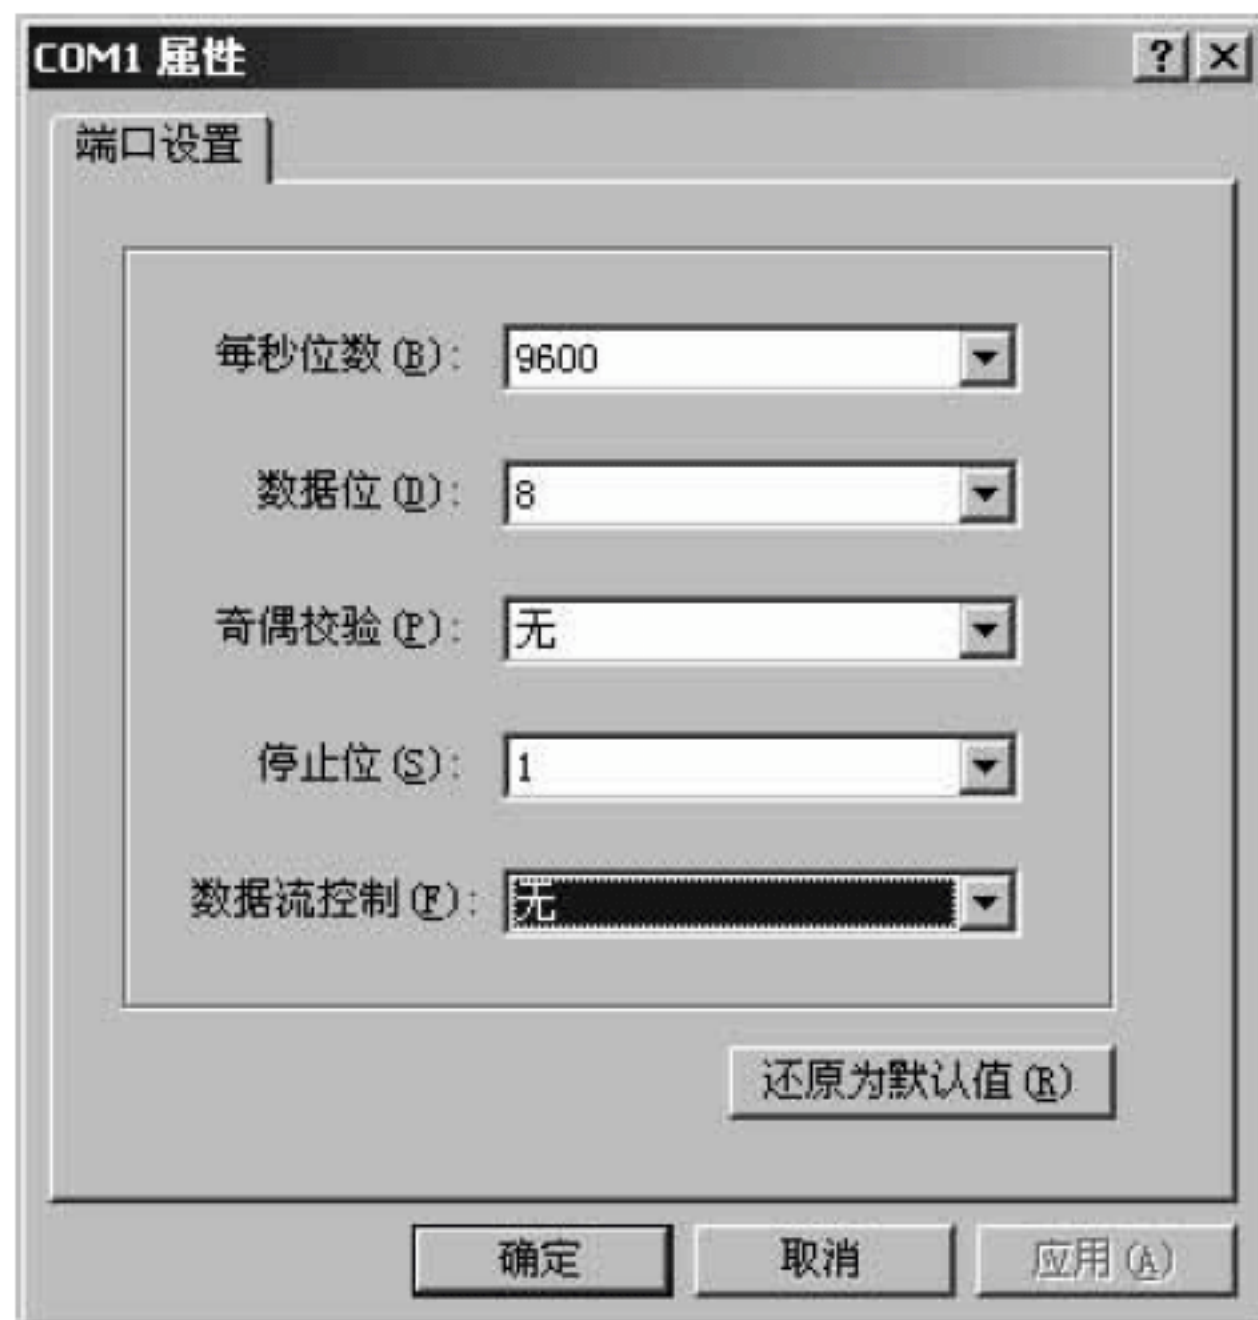 COM1 属性
端口设置
每秒位数(B): 9600
数据位(D): 8
奇偶校验(P): 无
停止位(S): 1
数据流控制(F): 无
还原为默认值(R)
确定 取消 应用(A)